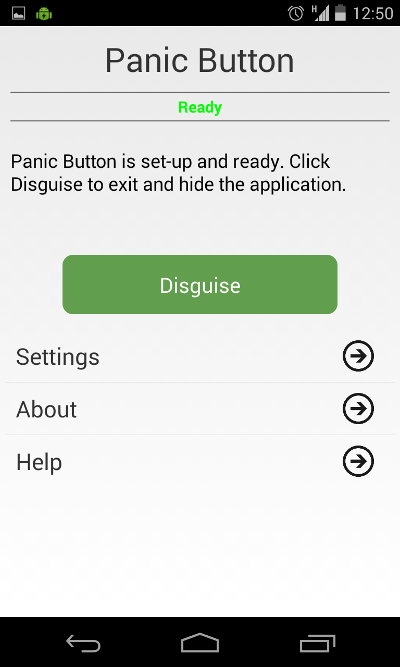 H 12:50
Panic Button
Ready
Panic Button is set-up and ready. Click
Disguise to exit and hide the application.
Disguise
Settings
About
Help